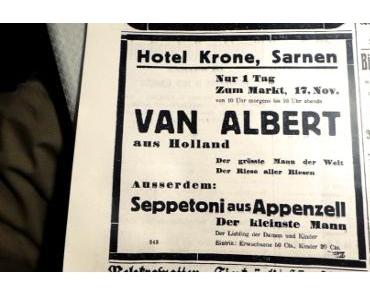 Hotel Krone, Sarnen
Nur 1 Tag
Zum Markt, 17. Nov.
von 10 Uhr morgens bis 10 Uhr abends
VAN ALBERT
aus Holland
Der grösste Mann der Welt
Der Riese aller Riesen
Ausserdem:
Seppetoni aus Appenzell
Der kleinste Mann
Der Liebling der Damen und Kinder
Eintritt: Erwachsene 50 Cts., Kinder 20 Cts.